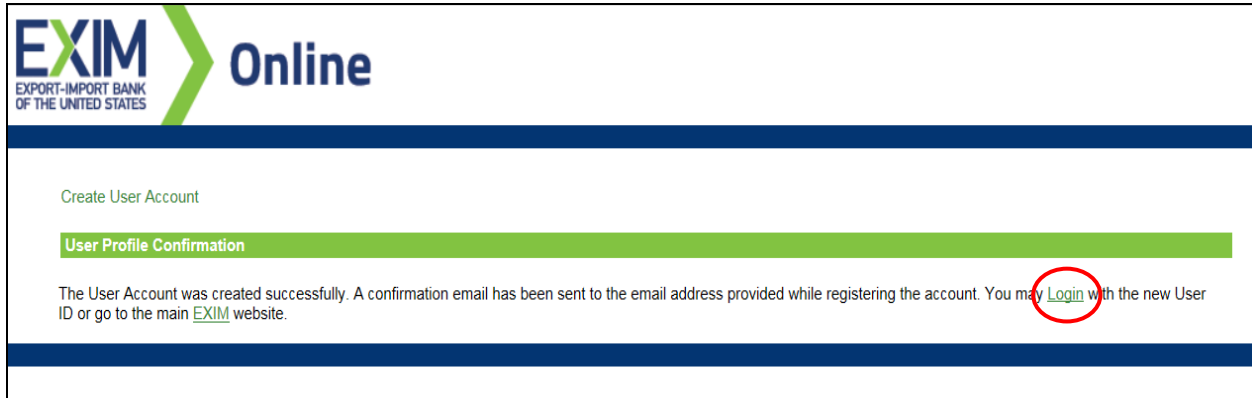 EXIM
EXPORT-IMPORT BANK
OF THE UNITED STATES
Online
Create User Account
User Profile Confirmation
The User Account was created successfully. A confirmation email has been sent to the email address provided while registering the account. You may Login with the new User
ID or go to the main EXIM website.